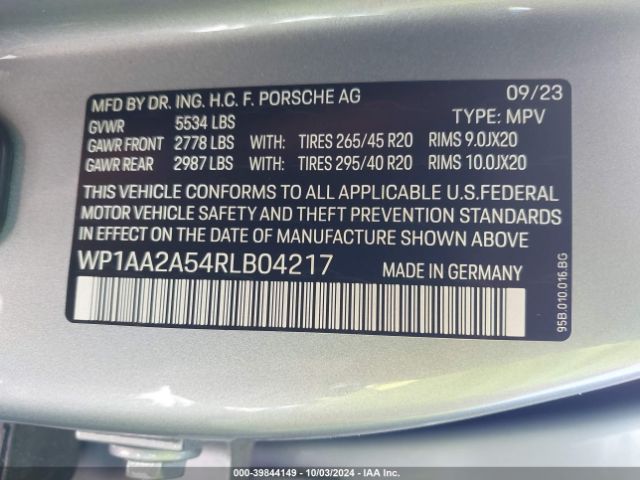 MFD BY DR. ING. H.C. F. PORSCHE AG 09/23
GVWR 5534 LBS TYPE: MPV
GAWR FRONT 2778 LBS WITH: TIRES 265/45 R20 RIMS 9.0JX20
GAWR REAR 2987 LBS WITH: TIRES 295/40 R20 RIMS 10.0JX20
THIS VEHICLE CONFORMS TO ALL APPLICABLE U.S.FEDERAL
MOTOR VEHICLE SAFETY AND THEFT PREVENTION STANDARDS
IN EFFECT ON THE DATE OF MANUFACTURE SHOWN ABOVE.
WP1AA2A54RLB04217 MADE IN GERMANY
95B.010.016.BG
000-39844149 - 10/03/2024 - IAA Inc.